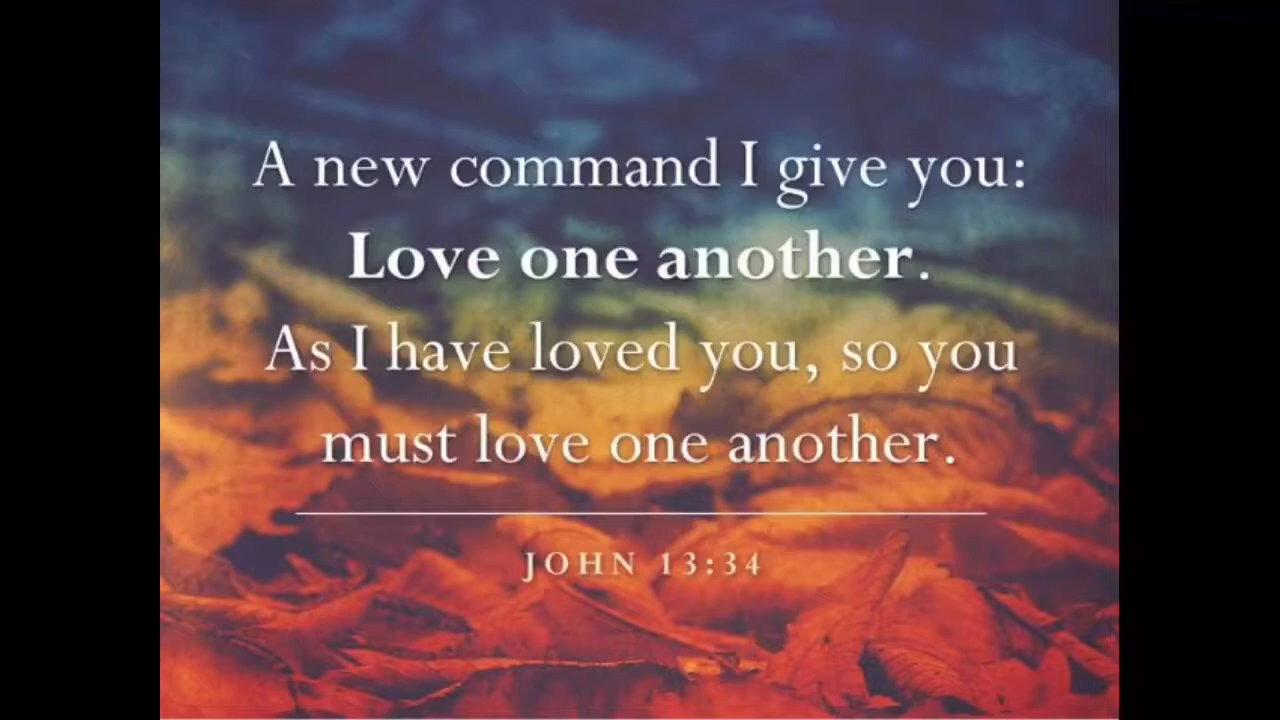 A new command I give you:
Love one another.
As I have loved you, so you
must love one another.
JOHN 13:34